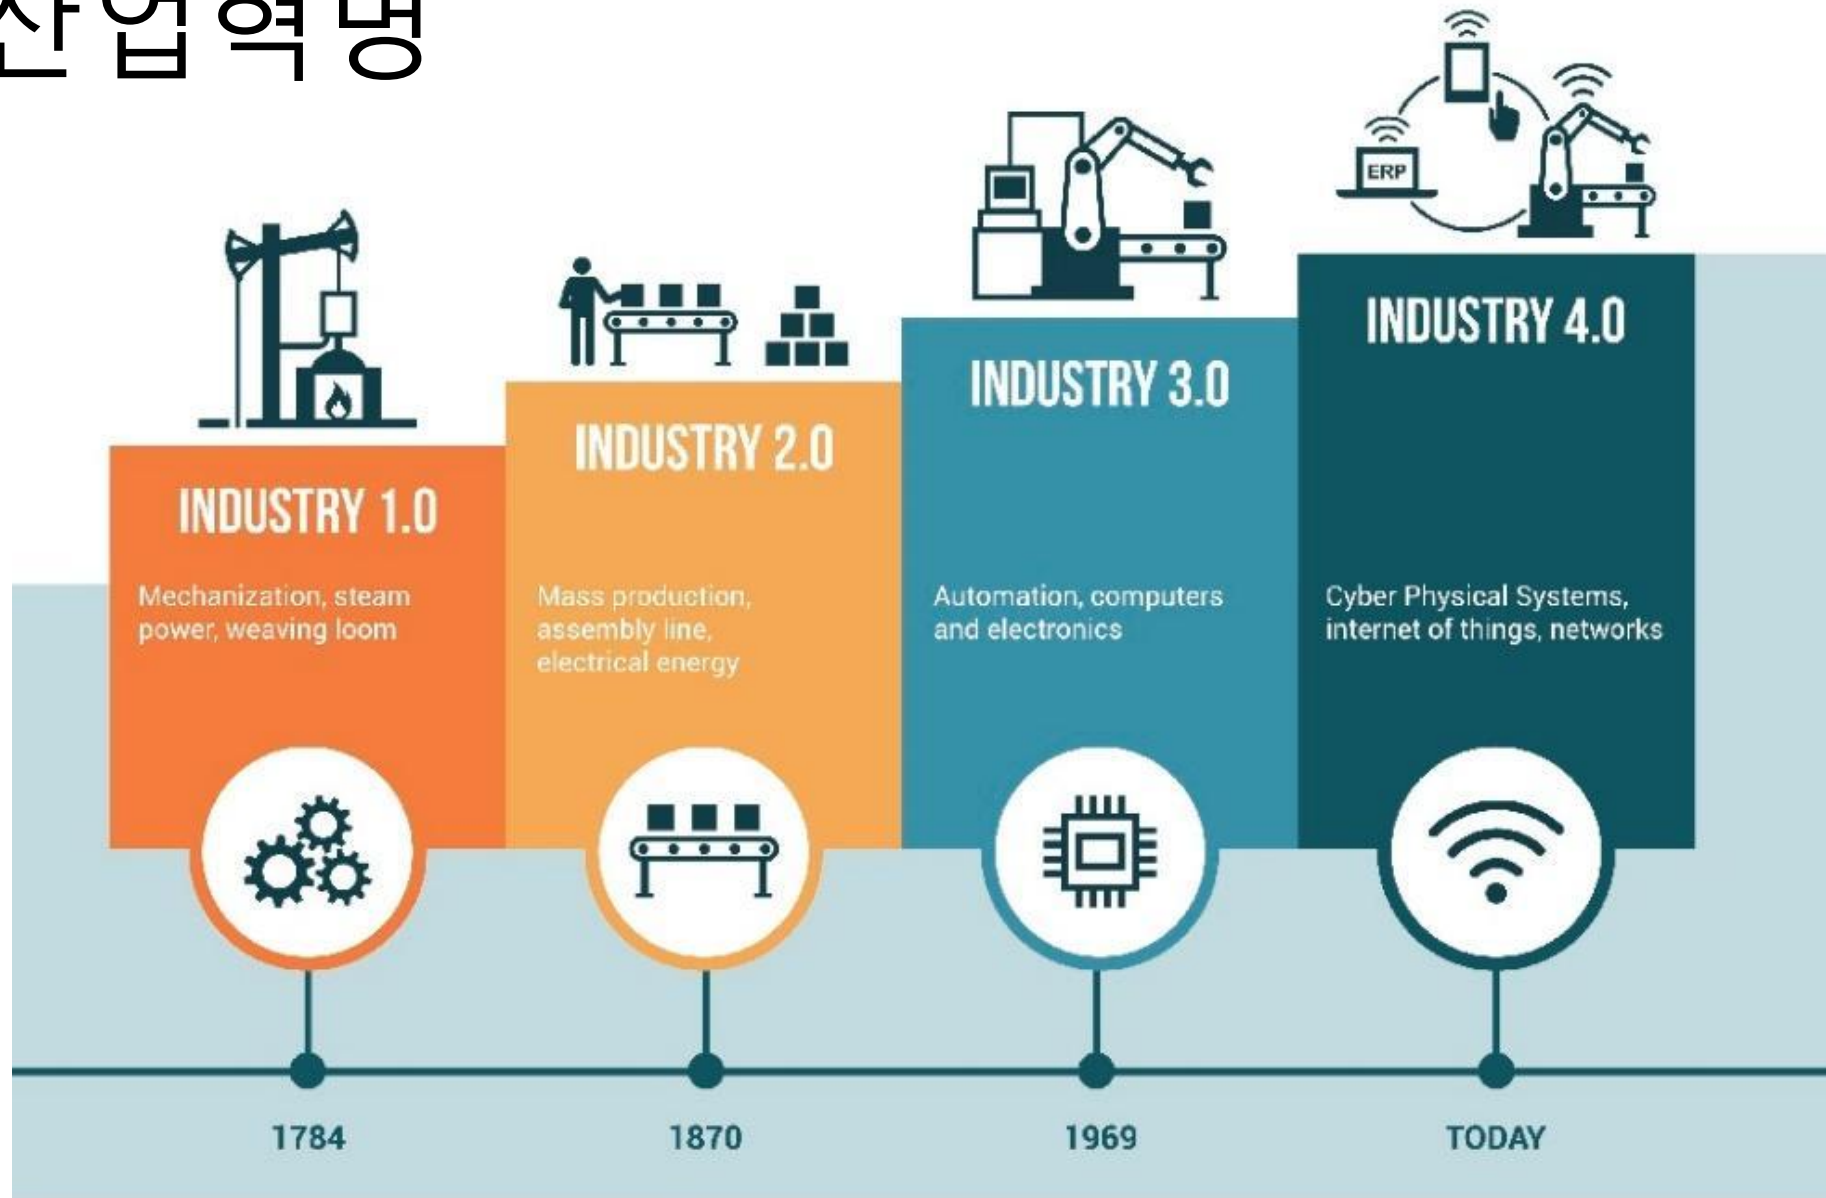 산업혁명
ERP
INDUSTRY 1.0
Mechanization, steam
power, weaving loom
INDUSTRY 2.0
Mass production,
assembly line,
electrical energy
INDUSTRY 3.0
Automation, computers
and electronics
INDUSTRY 4.0
Cyber Physical Systems,
internet of things, networks
1784
1870
1969
TODAY